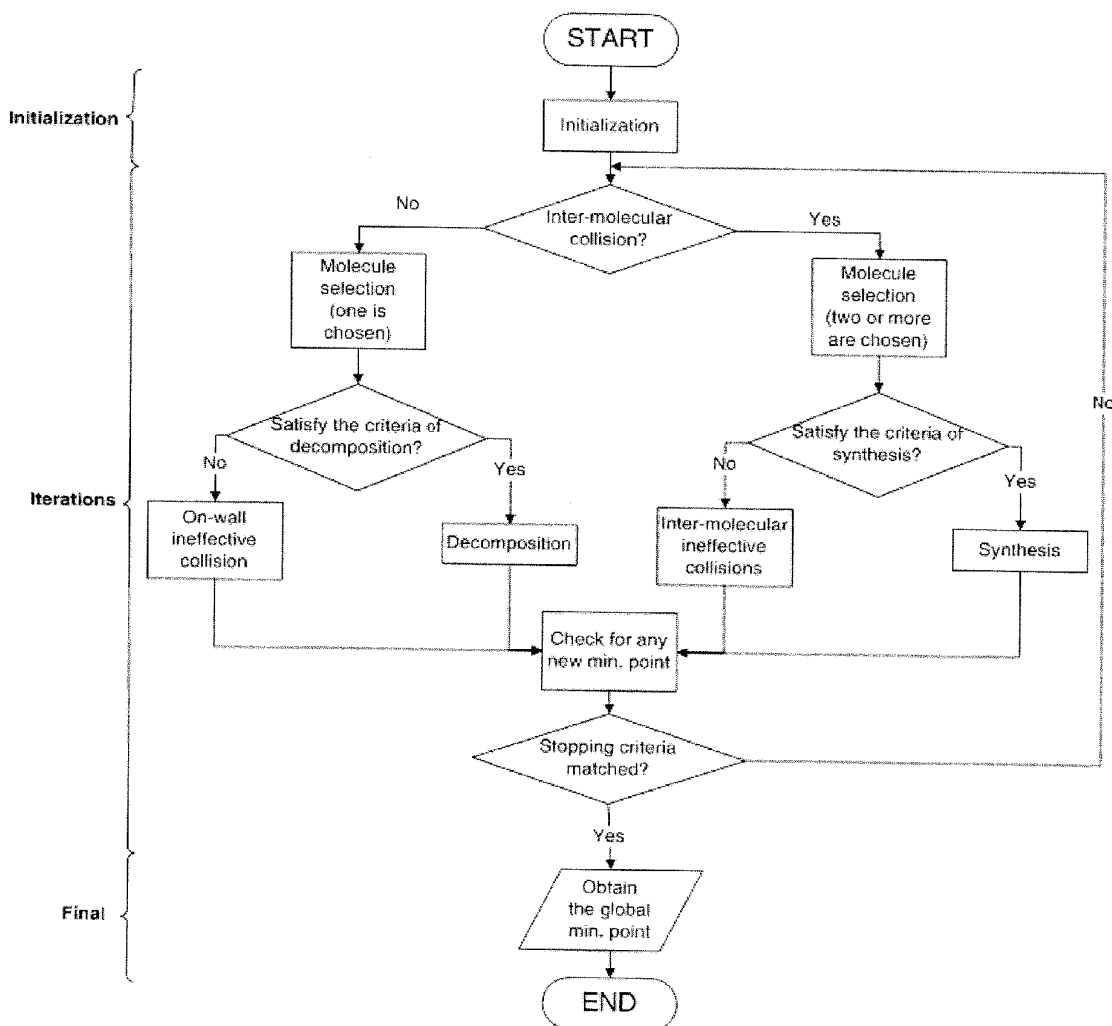 START
Initialization
Initialization
Inter-molecular
collision?
No
Yes
Molecule
selection
(one is
chosen)
Molecule
selection
(two or more
are chosen)
No
Satisfy the criteria of
decomposition?
Satisfy the criteria of
synthesis?
No
Yes
No
Yes
Iterations
On-wall
ineffective
collision
Decomposition
Inter-molecular
ineffective
collisions
Synthesis
Check for any
new min. point
Stopping criteria
matched?
Yes
Final
Obtain
the global
min. point
END